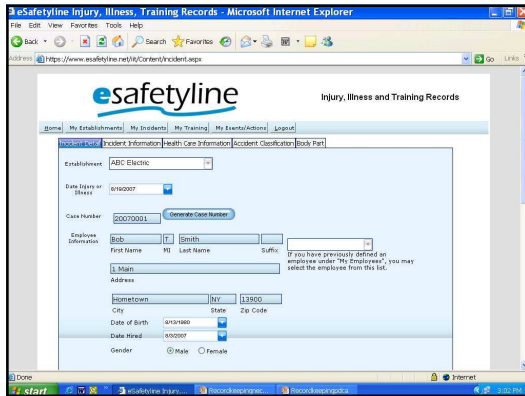 eSafetyline Injury, Illness, Training Records - Microsoft Internet Explorer
File Edit View Favorites Tools Help
Back Search Favorites
Address https://www.esafetyline.net/iit/Content/incident.aspx Go Links
esafetyline
Injury, Illness and Training Records
Home My Establishments My Incidents My Training My Events/Actions Logout
Incident Detail Incident Information Health Care Information Accident Classification Body Part
Establishment ABC Electric
Date Injury or Illness 8/19/2007
Case Number 20070001 Generate Case Number
Employee Information Bob T Smith
First Name MI Last Name Suffix
If you have previously defined an
employee under "My Employees", you may
select the employee from this list.
1 Main
Address
Hometown NY 13900
City State Zip Code
Date of Birth 8/13/1980
Date Hired 8/3/2007
Gender Male Female
Done Internet
start eSafetyline Injury, ... Recordkeepingnec... Recordkeepingpdca 3:02 PM